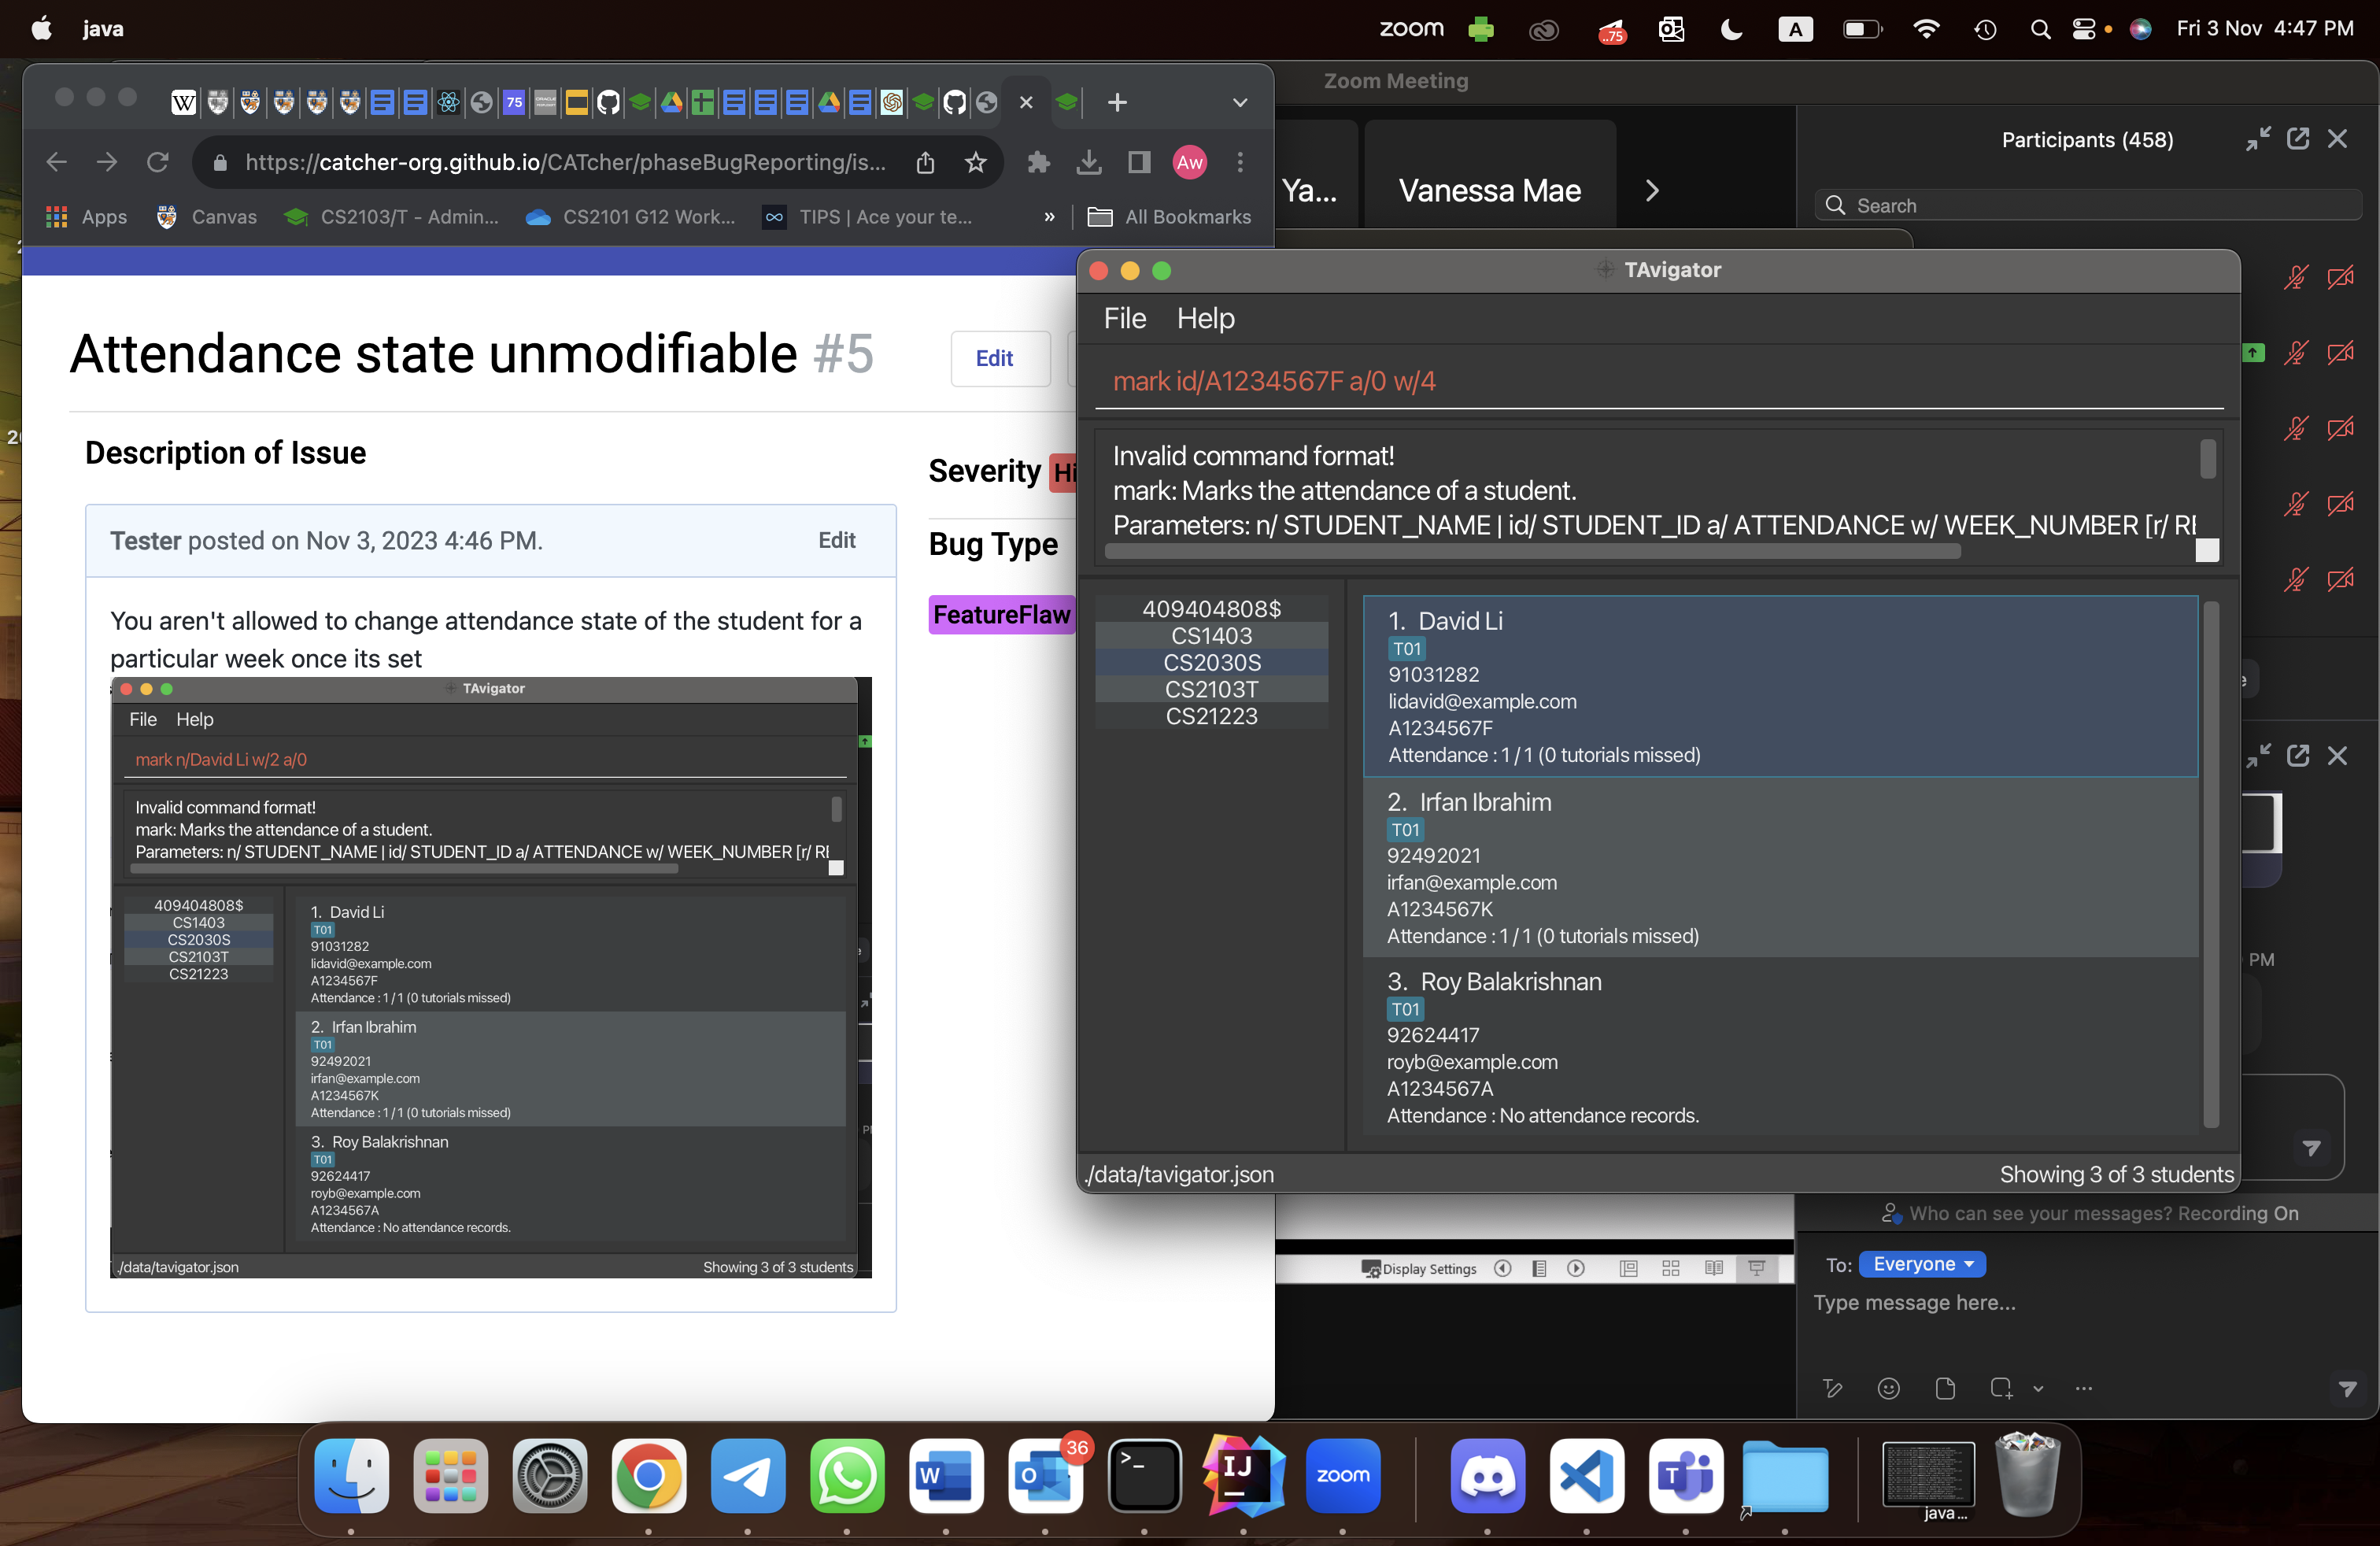 java
zoom
..75
A
Fri 3 Nov 4:47 PM
W
75
https://catcher-org.github.io/CATcher/phaseBugReporting/is...
Aw
Apps
Canvas
CS2103/T - Admin...
CS2101 G12 Work...
TIPS | Ace your te...
»
All Bookmarks
Attendance state unmodifiable #5
Edit
Description of Issue
Severity
Hi
Tester posted on Nov 3, 2023 4:46 PM.
Edit
Bug Type
FeatureFlaw
You aren't allowed to change attendance state of the student for a
particular week once its set
TAvigator
File Help
mark n/David Li w/2 a/0
Invalid command format!
mark: Marks the attendance of a student.
Parameters: n/ STUDENT_NAME | id/ STUDENT_ID a/ ATTENDANCE w/ WEEK_NUMBER [r/ RE
409404808$
CS1403
CS2030S
CS2103T
CS21223
1. David Li
T01
91031282
lidavid@example.com
A1234567F
Attendance : 1 / 1 (0 tutorials missed)
2. Irfan Ibrahim
T01
92492021
irfan@example.com
A1234567K
Attendance : 1 / 1 (0 tutorials missed)
3. Roy Balakrishnan
T01
92624417
royb@example.com
A1234567A
Attendance : No attendance records.
./data/tavigator.json
Showing 3 of 3 students
Zoom Meeting
Ya...
Vanessa Mae
Participants (458)
Search
TAvigator
File Help
mark id/A1234567F a/0 w/4
Invalid command format!
mark: Marks the attendance of a student.
Parameters: n/ STUDENT_NAME | id/ STUDENT_ID a/ ATTENDANCE w/ WEEK_NUMBER [r/ RE
409404808$
CS1403
CS2030S
CS2103T
CS21223
1. David Li
T01
91031282
lidavid@example.com
A1234567F
Attendance : 1 / 1 (0 tutorials missed)
2. Irfan Ibrahim
T01
92492021
irfan@example.com
A1234567K
Attendance : 1 / 1 (0 tutorials missed)
3. Roy Balakrishnan
T01
92624417
royb@example.com
A1234567A
Attendance : No attendance records.
./data/tavigator.json
Showing 3 of 3 students
PM
Who can see your messages? Recording On
Display Settings
To: Everyone
Type message here...
W
O
36
>_
IJ
zoom
T
java...